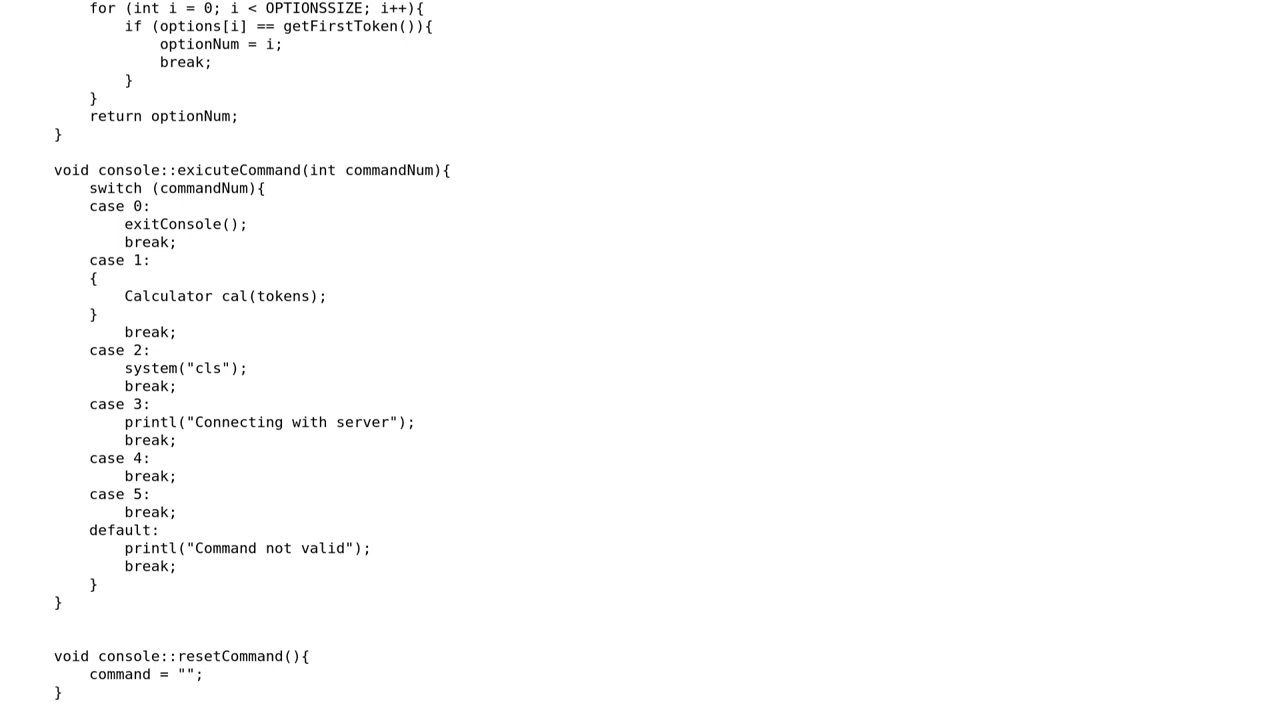 for (int i = 0; i < OPTIONSSIZE; i++){
if (options[i] == getFirstToken()){
optionNum = i;
break;
}
}
return optionNum;
}
void console::exicuteCommand(int commandNum){
switch (commandNum){
case 0:
exitConsole();
break;
case 1:
{
Calculator cal(tokens);
}
break;
case 2:
system("cls");
break;
case 3:
printl("Connecting with server");
break;
case 4:
break;
case 5:
break;
default:
printl("Command not valid");
break;
}
}
void console::resetCommand(){
command = "";
}